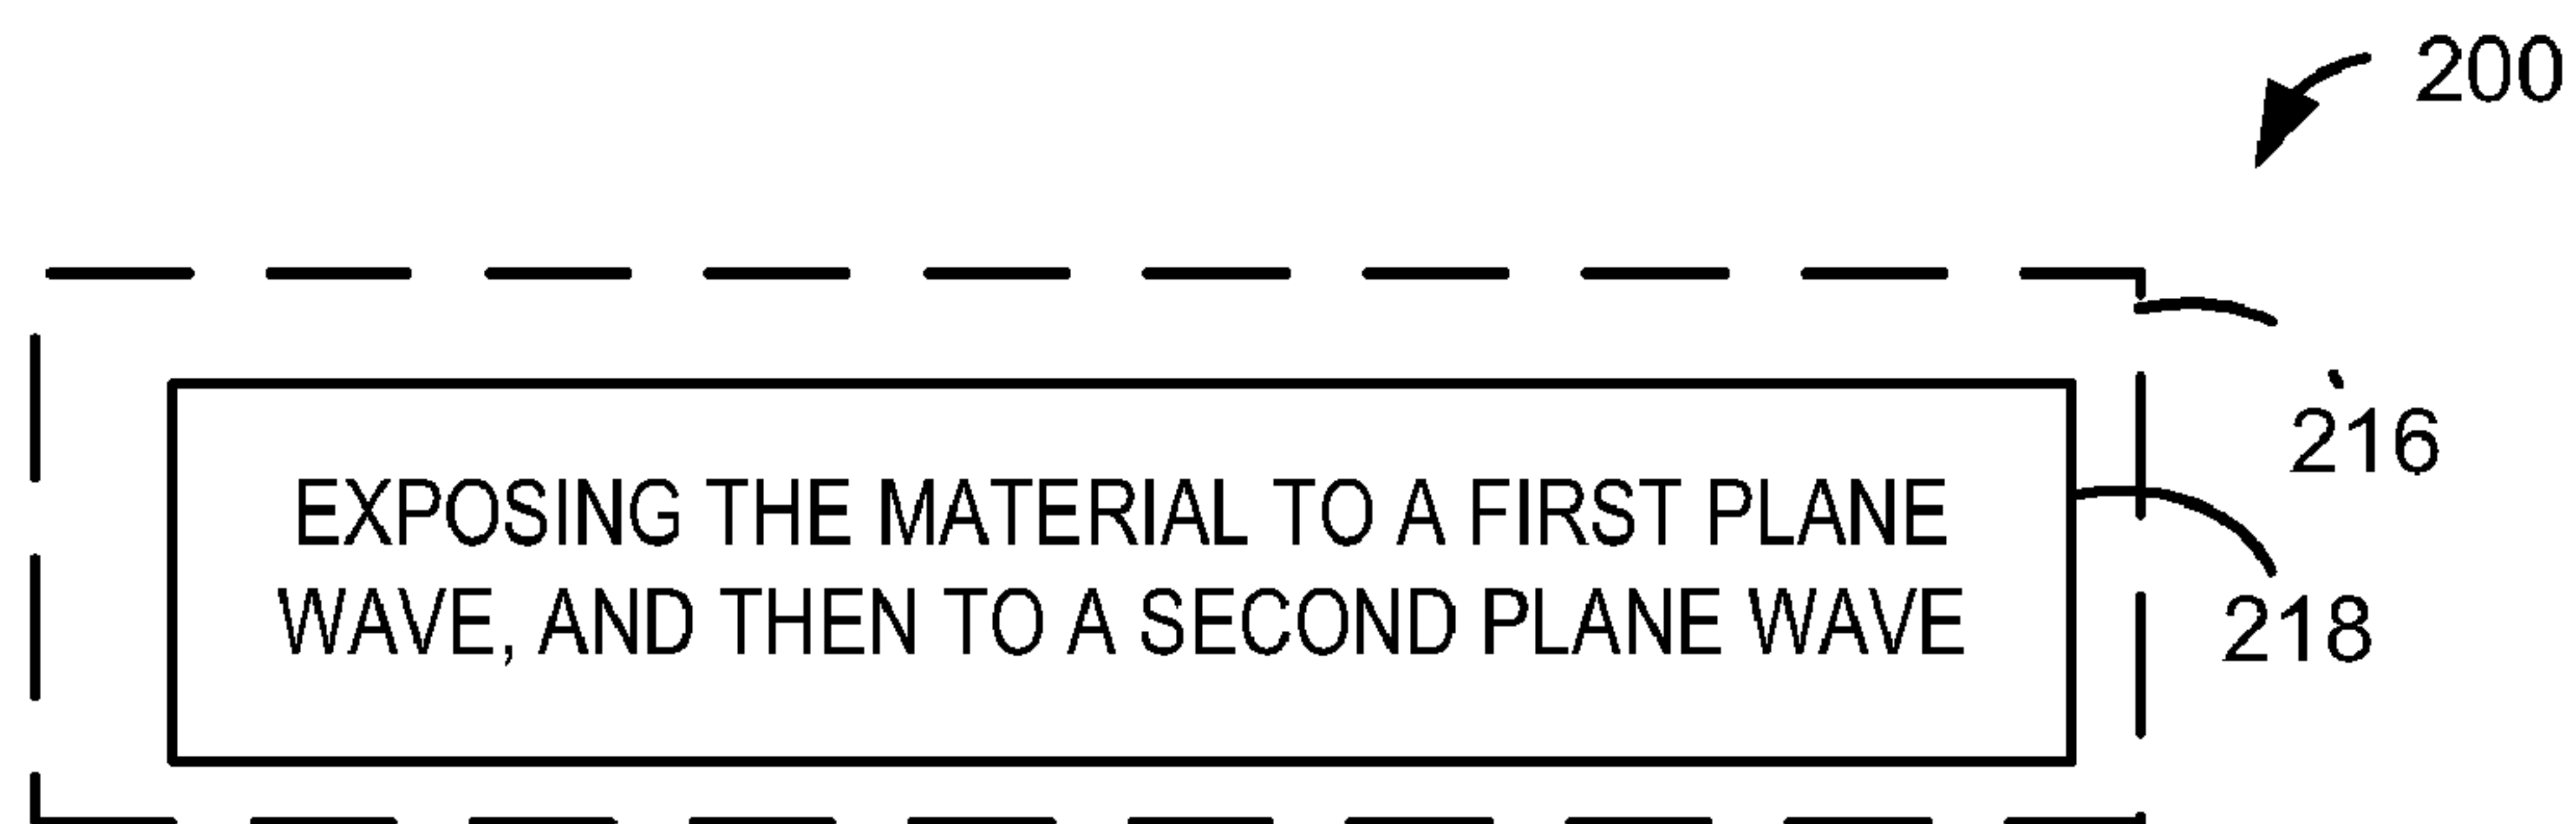 200
216
EXPOSING THE MATERIAL TO A FIRST PLANE
WAVE, AND THEN TO A SECOND PLANE WAVE
218